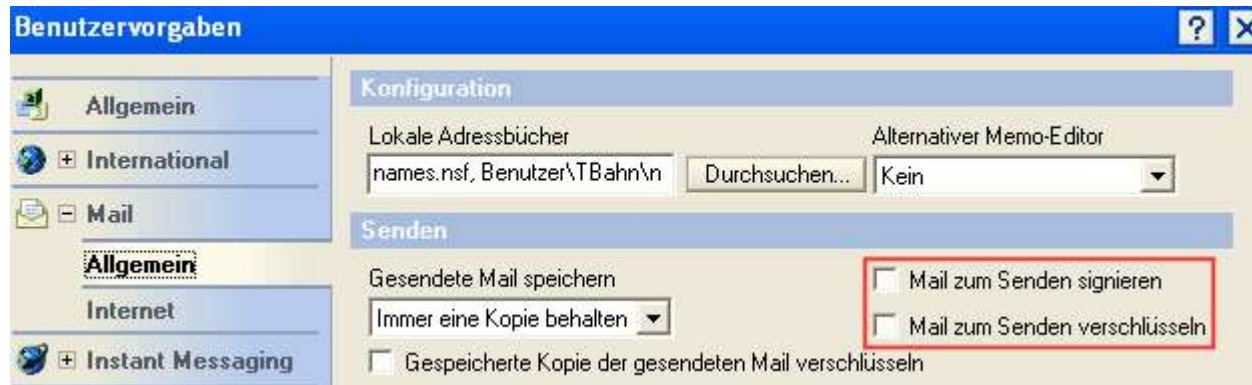 Benutzervorgaben
Allgemein
International
Mail
Allgemein
Internet
Instant Messaging
Konfiguration
Lokale Adressbücher
names.nsf, Benutzer\TBahn\n
Durchsuchen...
Alternativer Memo-Editor
Kein
Senden
Gesendete Mail speichern
Immer eine Kopie behalten
Gespeicherte Kopie der gesendeten Mail verschlüsseln
Mail zum Senden signieren
Mail zum Senden verschlüsseln